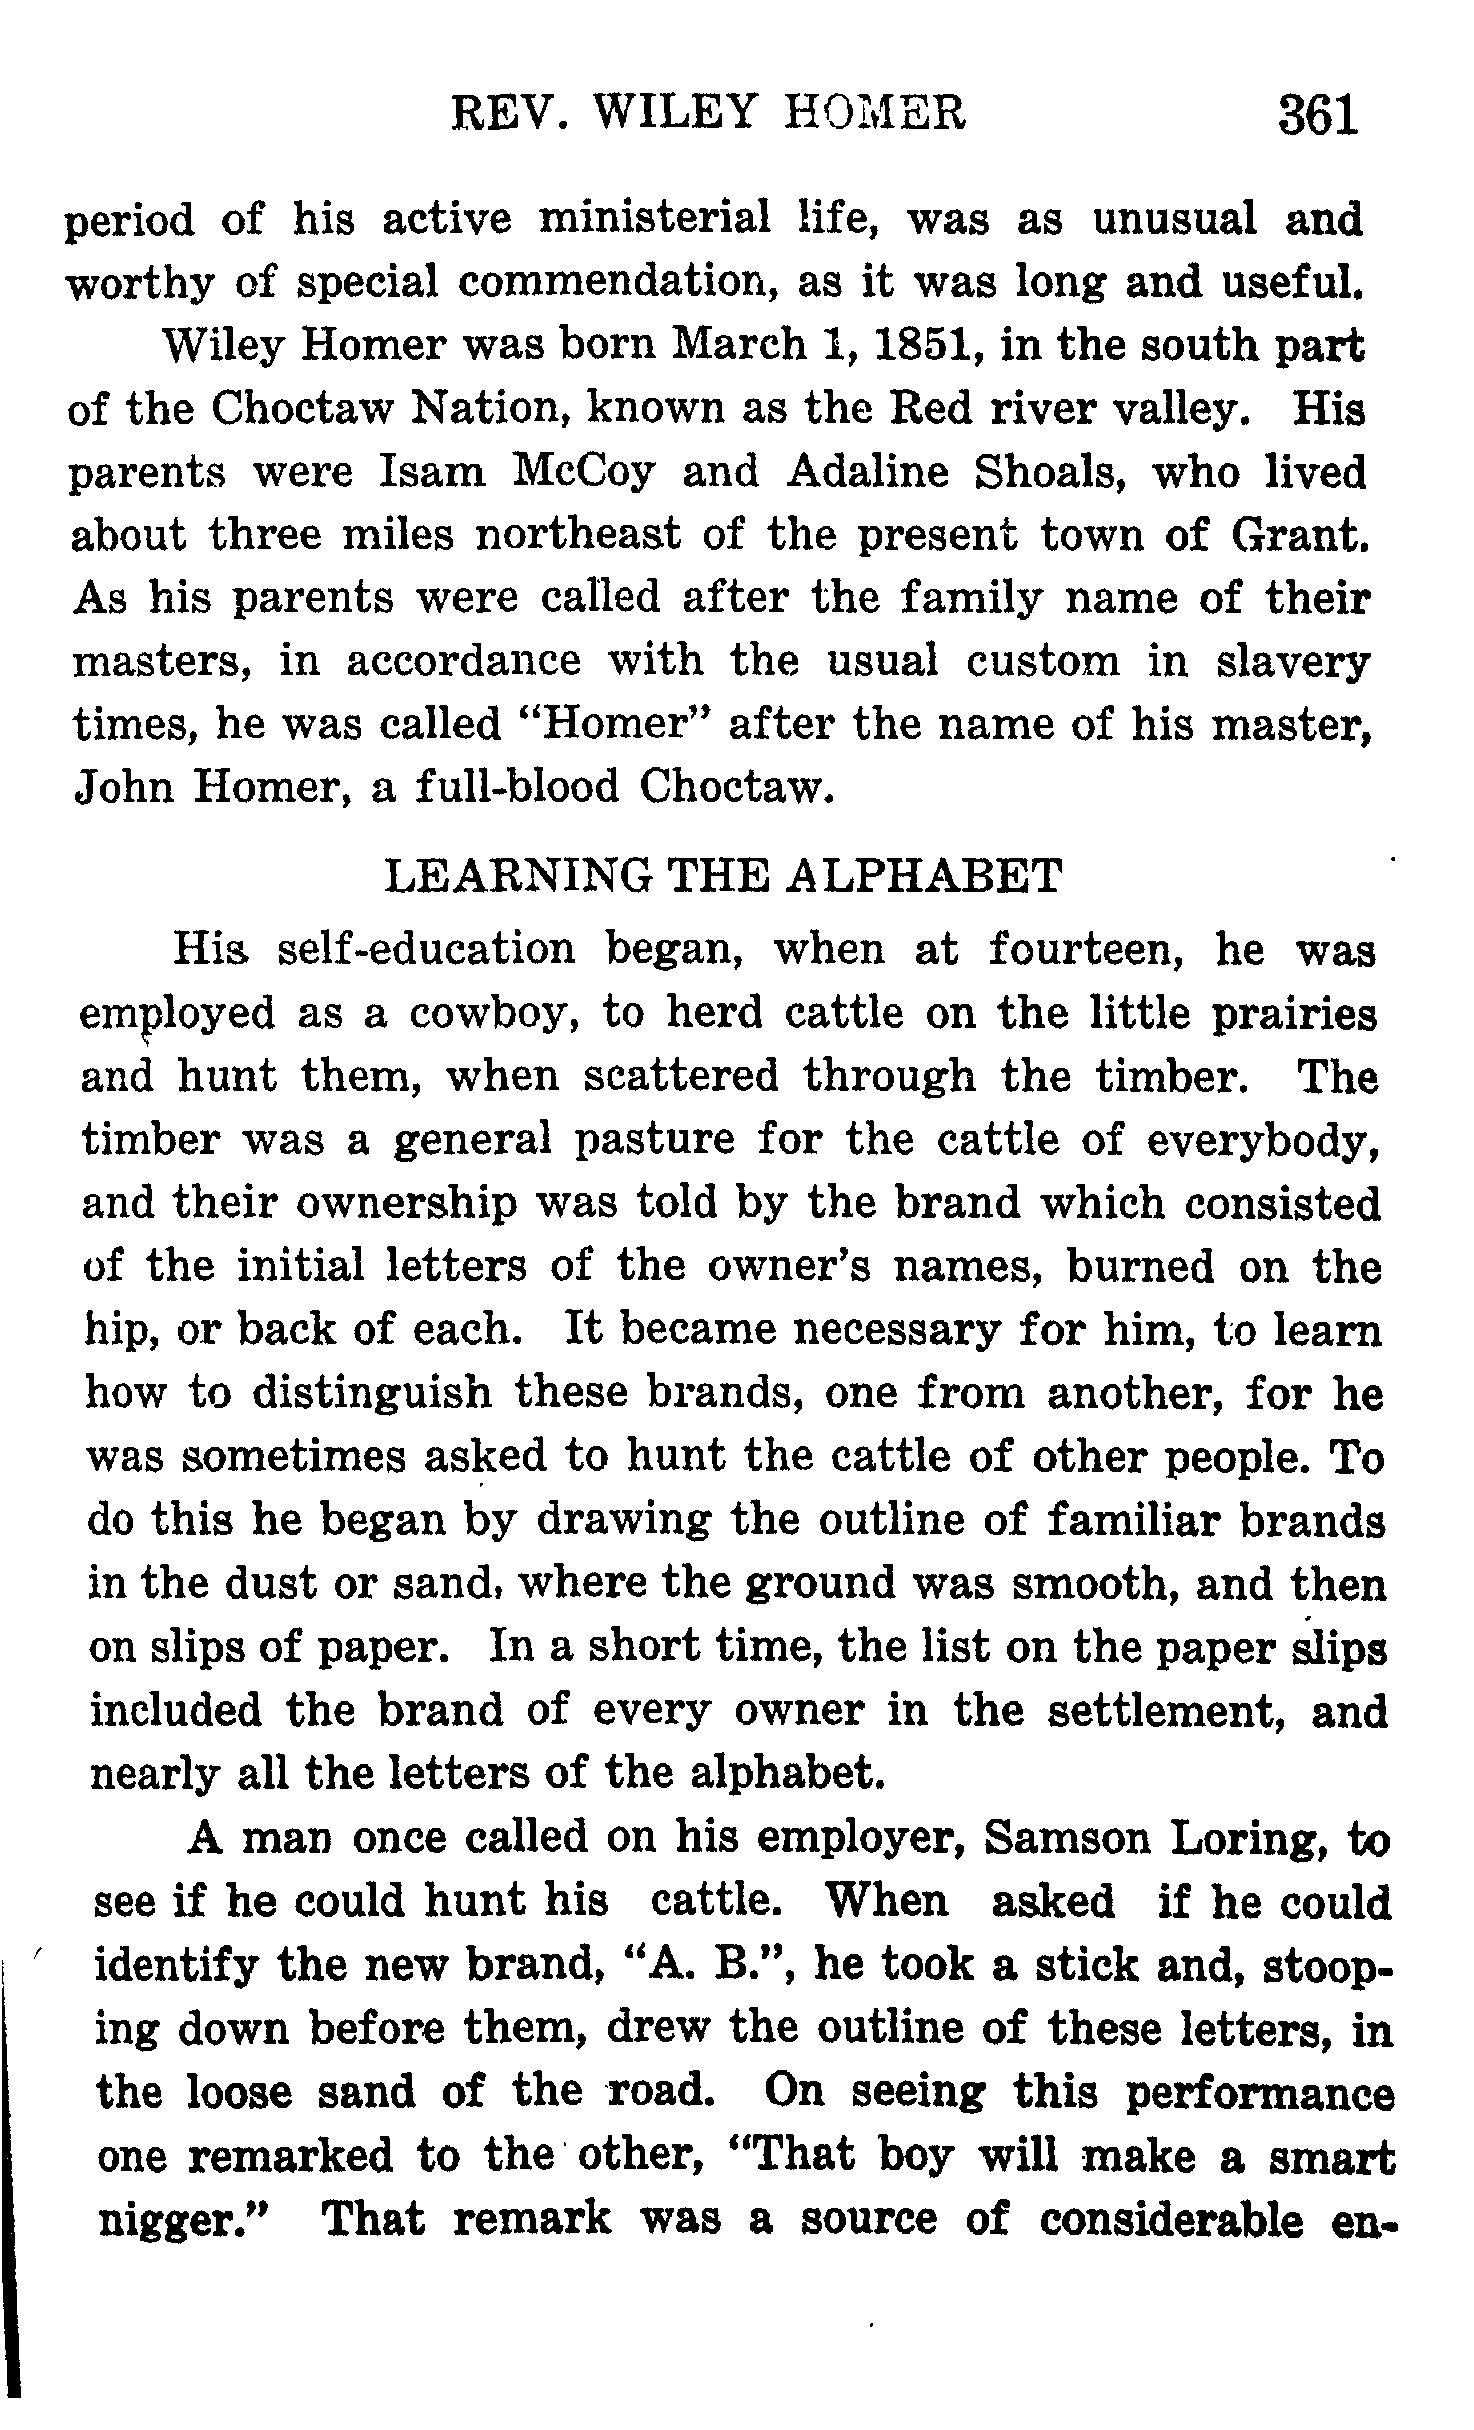 REV. WILEY HOMER 361
period of his active ministerial life, was as unusual and
worthy of special commendation, as it was long and useful.
Wiley Homer was born March 1, 1851, in the south part
of the Choctaw Nation, known as the Red river valley. His
parents were Isam McCoy and Adaline Shoals, who lived
about three miles northeast of the present town of Grant.
As his parents were called after the family name of their
masters, in accordance with the usual custom in slavery
times, he was called "Homer" after the name of his master,
John Homer, a full-blood Choctaw.
LEARNING THE ALPHABET
His self-education began, when at fourteen, he was
employed as a cowboy, to herd cattle on the little prairies
and hunt them, when scattered through the timber. The
timber was a general pasture for the cattle of everybody,
and their ownership was told by the brand which consisted
of the initial letters of the owner's names, burned on the
hip, or back of each. It became necessary for him, to learn
how to distinguish these brands, one from another, for he
was sometimes asked to hunt the cattle of other people. To
do this he began by drawing the outline of familiar brands
in the dust or sand, where the ground was smooth, and then
on slips of paper. In a short time, the list on the paper slips
included the brand of every owner in the settlement, and
nearly all the letters of the alphabet.
A man once called on his employer, Samson Loring, to
see if he could hunt his cattle. When asked if he could
identify the new brand, "A. B.", he took a stick and, stoop-
ing down before them, drew the outline of these letters, in
the loose sand of the road. On seeing this performance
one remarked to the other, "That boy will make a smart
nigger." That remark was a source of considerable en-